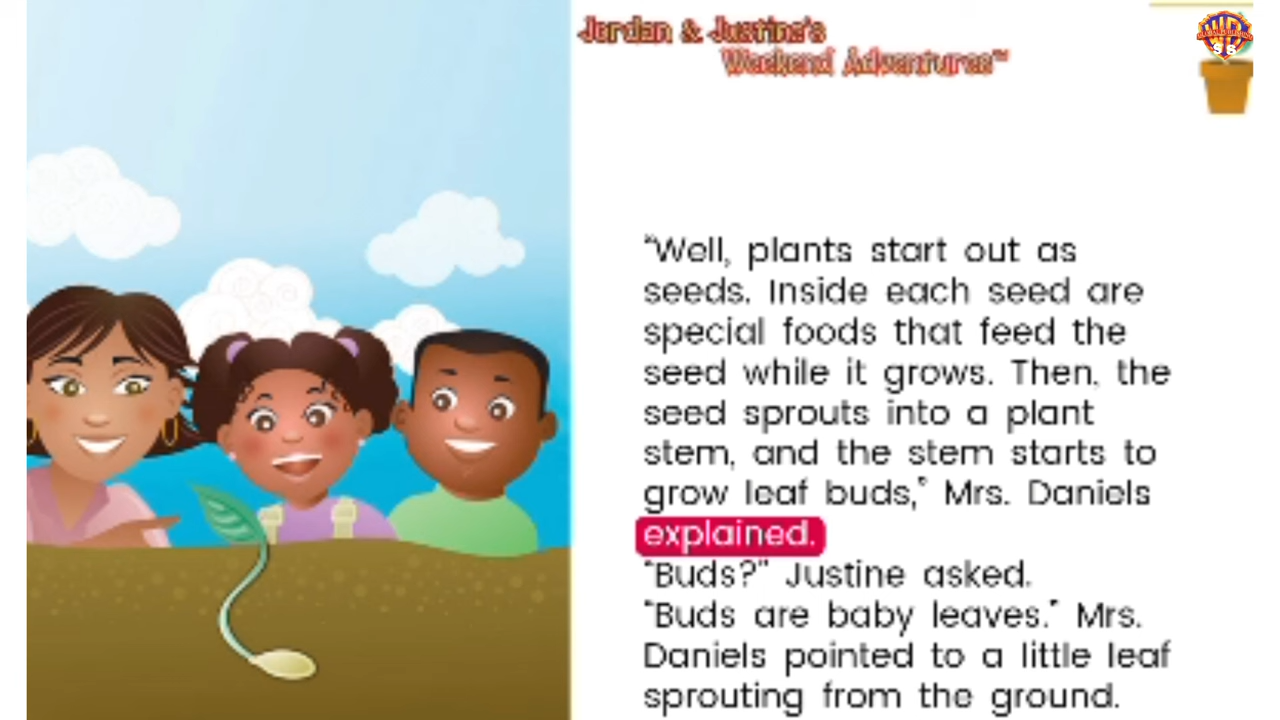 Jordan & Justine's
Weekend Adventures™
"Well, plants start out as
seeds. Inside each seed are
special foods that feed the
seed while it grows. Then, the
seed sprouts into a plant
stem, and the stem starts to
grow leaf buds," Mrs. Daniels
explained.
"Buds?" Justine asked.
"Buds are baby leaves." Mrs.
Daniels pointed to a little leaf
sprouting from the ground.